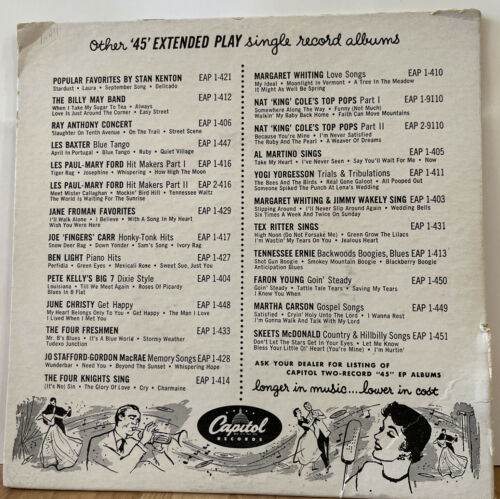 Other '45' EXTENDED PLAY single record albums
POPULAR FAVORITES BY STAN KENTON EAP 1-421
Stardust • Laura • September Song • Delicado
THE BILLY MAY BAND EAP 1-412
When I Take My Sugar to Tea • Always
Love Is Just Around the Corner • Easy Street
RAY ANTHONY CONCERT EAP 1-406
Slaughter On Tenth Avenue • On The Trail • Street Scene
LES BAXTER Blue Tango EAP 1-447
April in Portugal • Blue Tango • Ruby • Quiet Village
LES PAUL-MARY FORD Hit Makers Part I EAP 1-416
Tiger Rag • Josephine • Whispering • How High The Moon
LES PAUL-MARY FORD Hit Makers Part II EAP 2-416
Meet Mister Callaghan • Mockin' Bird Hill • Tennessee Waltz
The World Is Waiting For The Sunrise
JANE FROMAN FAVORITES EAP 1-429
I'll Walk Alone • I Believe • With A Song In My Heart
Wish You Were Here
JOE 'FINGERS' CARR Honky-Tonk Hits EAP 1-417
Snow Deer Rag • Down Yonder • Sam's Song • Ivory Rag
BEN LIGHT Piano Hits EAP 1-427
Perfidia • Green Eyes • Mexicali Rose • Sweet Sue, Just You
PETE KELLY'S BIG 7 Dixie Style EAP 1-404
Louisiana • Till We Meet Again • Roses Of Picardy
Blues In B Flat
JUNE CHRISTY Get Happy EAP 1-448
My Heart Belongs Only To You • Get Happy • The Man I Love
I Lived When I Met You
THE FOUR FRESHMEN EAP 1-433
Mr. B's Blues • It's A Blue World • Stormy Weather
Tuxedo Junction
JO STAFFORD-GORDON MacRAE Memory Songs EAP 1-428
Wunderbar • Need You • Beyond The Sunset • Whispering Hope
THE FOUR KNIGHTS SING EAP 1-414
(It's No) Sin • The Glory Of Love • Cry • Charmaine
MARGARET WHITING Love Songs EAP 1-410
My Ideal • Moonlight in Vermont • A Tree In The Meadow
It Might As Well Be Spring
NAT 'KING' COLE'S TOP POPS Part I EAP 1-9110
Somewhere Along The Way • Funny (Not Much)
Walkin' My Baby Back Home • Faith Can Move Mountains
NAT 'KING' COLE'S TOP POPS Part II EAP 2-9110
Because You're Mine • I'm Never Satisfied
The Ruby and The Pearl • A Weaver Of Dreams
AL MARTINO SINGS EAP 1-405
Take My Heart • I've Never Seen • Say You'll Wait For Me • Now
YOGI YORGESSON Trials & Tribulations EAP 1-411
The Bees And The Birds • Real Gone Galoot • All Pooped Out
Someone Spiked The Punch At Lena's Wedding
MARGARET WHITING & JIMMY WAKELY SING EAP 1-403
Slipping Around • I'll Never Slip Around Again • Wedding Bells
Six Times A Week And Twice On Sunday
TEX RITTER SINGS EAP 1-431
High Noon (Do Not Forsake Me) • Green Grow The Lilacs
I'm Wastin' My Tears On You • Jealous Heart
TENNESSEE ERNIE Backwoods Boogies, Blues EAP 1-413
Shot Gun Boogie • Smokey Mountain Boogie • Blackberry Boogie
Anticipation Blues
FARON YOUNG Goin' Steady EAP 1-450
Goin' Steady • Tattle Tale Tears • Saving My Tears
I Knew You When
MARTHA CARSON Gospel Songs EAP 1-449
Satisfied • Cryin' Holy Unto The Lord • I Wanna Rest
I'm Gonna Walk And Talk With My Lord
SKEETS McDONALD Country & Hillbilly Songs EAP 1-451
Don't Let The Stars Get in Your Eyes • Let Me Know
Bless Your Little Ol' Heart (You're Mine) • I'm Hurtin'
ASK YOUR DEALER FOR LISTING OF
CAPITOL TWO-RECORD "45" EP ALBUMS
longer in music....lower in cost
Capitol
RECORDS